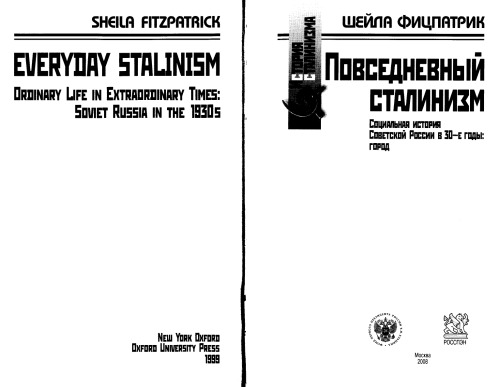 SHEILA FITZPATRICK
EVERYDAY STALINISM
ORDINARY LIFE IN EXTRAORDINARY TIMES:
SOVIET RUSSIA IN THE 1930S
NEW YORK OXFORD
OXFORD UNIVERSITY PRESS
1999
ШЕЙЛА ФИЦПАТРИК
ИСТОРИЯ
СТАЛИНИЗМА
ПОВСЕДНЕВНЫЙ
СТАЛИНИЗМ
СОЦИАЛЬНАЯ ИСТОРИЯ
СОВЕТСКОЙ РОССИИ В 30-Е ГОДЫ:
ГОРОД
РОССПЭН
Москва
2008